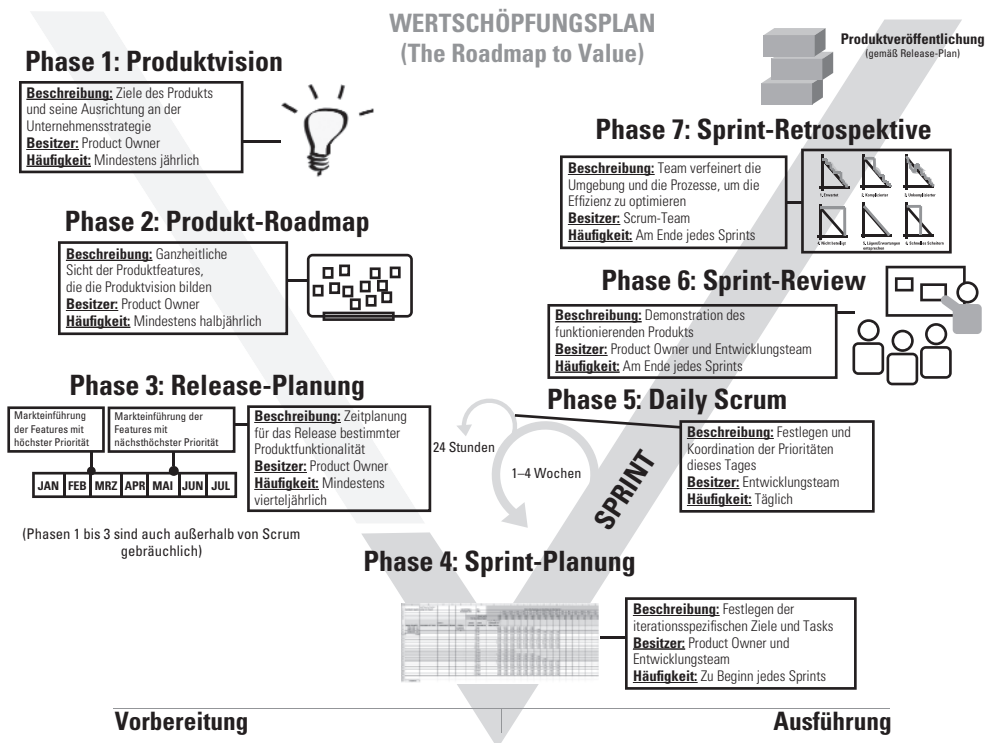 WERTSCHÖPFUNGSPLAN
(The Roadmap to Value)
Produktveröffentlichung
(gemäß Release-Plan)
Phase 1: Produktvision
Beschreibung: Ziele des Produkts
und seine Ausrichtung an der
Unternehmensstrategie
Besitzer: Product Owner
Häufigkeit: Mindestens jährlich
Phase 2: Produkt-Roadmap
Beschreibung: Ganzheitliche
Sicht der Produktfeatures,
die die Produktvision bilden
Besitzer: Product Owner
Häufigkeit: Mindestens halbjährlich
Phase 3: Release-Planung
Markteinführung
der Features mit
höchster Priorität
Markteinführung der
Features mit
nächsthöchster Priorität
JAN FEB MRZ APR MAI JUN JUL
Beschreibung: Zeitplanung
für das Release bestimmter
Produktfunktionalität
Besitzer: Product Owner
Häufigkeit: Mindestens
vierteljährlich
(Phasen 1 bis 3 sind auch außerhalb von Scrum
gebräuchlich)
Phase 7: Sprint-Retrospektive
Beschreibung: Team verfeinert die
Umgebung und die Prozesse, um die
Effizienz zu optimieren
Besitzer: Scrum-Team
Häufigkeit: Am Ende jedes Sprints
1. Erwartet
2. Komplizierter
3. Unkomplizierter
Phase 6: Sprint-Review
Beschreibung: Demonstration des
funktionierenden Produkts
Besitzer: Product Owner und Entwicklungsteam
Häufigkeit: Am Ende jedes Sprints
Phase 5: Daily Scrum
Beschreibung: Festlegen und
Koordination der Prioritäten
dieses Tages
Besitzer: Entwicklungsteam
Häufigkeit: Täglich
24 Stunden
1–4 Wochen
SPRINT
Phase 4: Sprint-Planung
Beschreibung: Festlegen der
iterationsspezifischen Ziele und Tasks
Besitzer: Product Owner und
Entwicklungsteam
Häufigkeit: Zu Beginn jedes Sprints
Vorbereitung
Ausführung